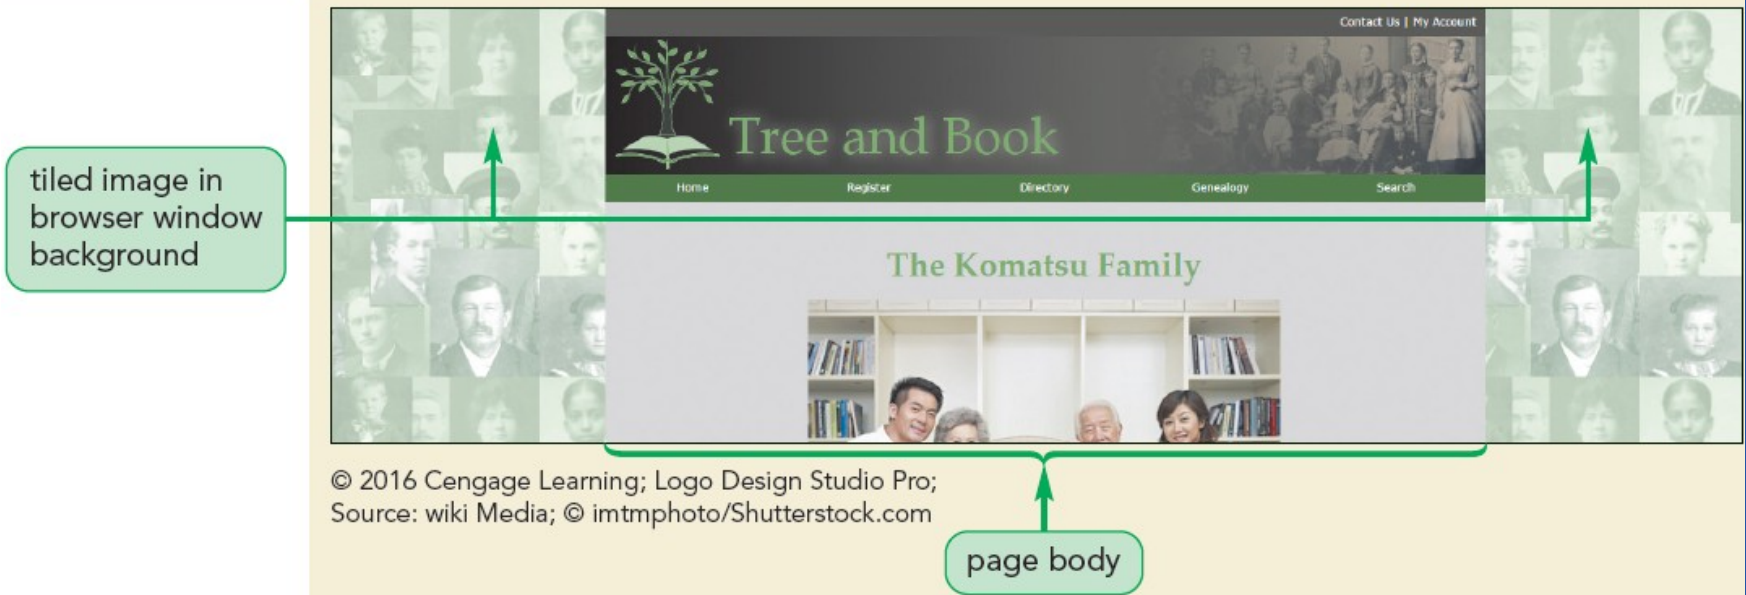 Contact Us | My Account
Tree and Book
Home Register Directory Genealogy Search
tiled image in
browser window
background
The Komatsu Family
© 2016 Cengage Learning; Logo Design Studio Pro;
Source: wiki Media; © imtmphoto/Shutterstock.com
page body